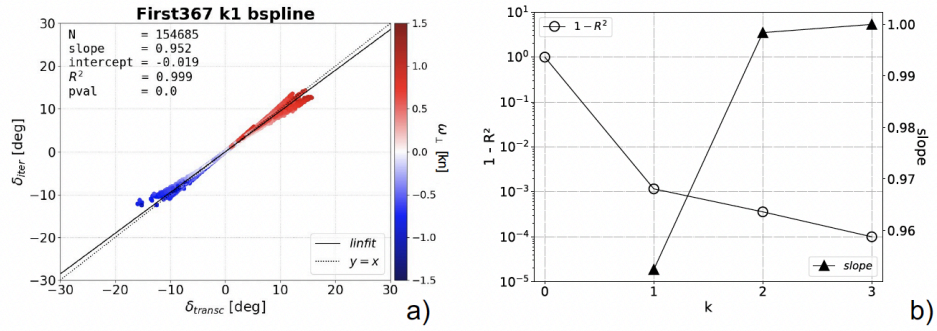 First367 k1 bspline
N = 154685
slope = 0.952
intercept = -0.019
R² = 0.999
pval = 0.0
30
20
10
0
−10
−20
−30
δiter [deg]
−30 −20 −10 0 10 20 30
δtransc [deg]
linfit
y = x
1.5
1.0
0.5
0.0
−0.5
−1.0
−1.5
ω⊥ [kn]
a)
1 − R²
10¹
10⁰
10⁻¹
10⁻²
10⁻³
10⁻⁴
10⁻⁵
1 - R²
0 1 2 3
k
1.00
0.99
0.98
0.97
0.96
slope
slope
b)